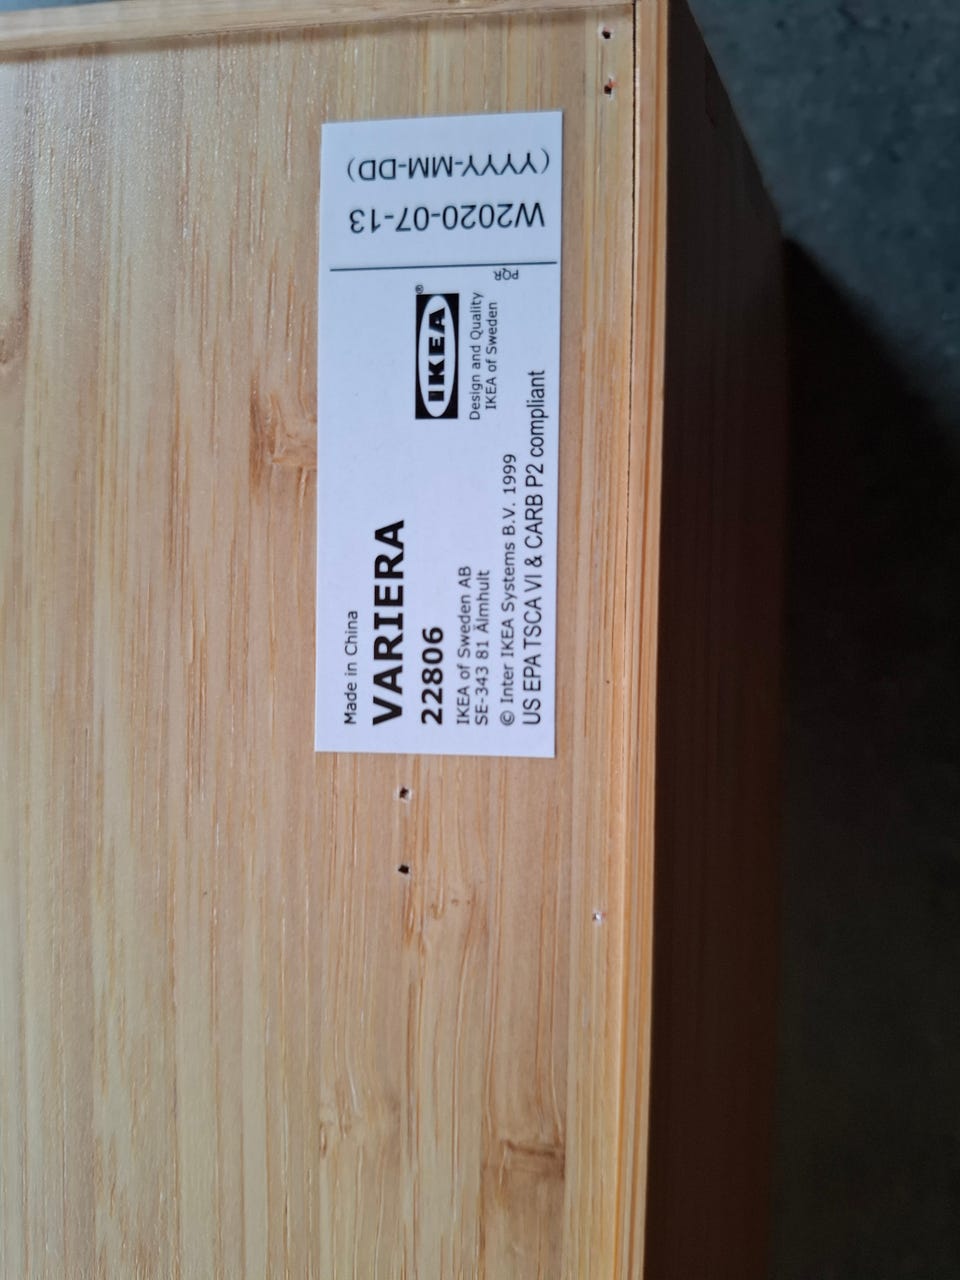 Made in China
VARIERA
22806
IKEA of Sweden AB
SE-343 81 Älmhult
© Inter IKEA Systems B.V. 1999
US EPA TSCA VI & CARB P2 compliant
IKEA®
Design and Quality
IKEA of Sweden
PQR
W2020-07-13
(YYYY-MM-DD)